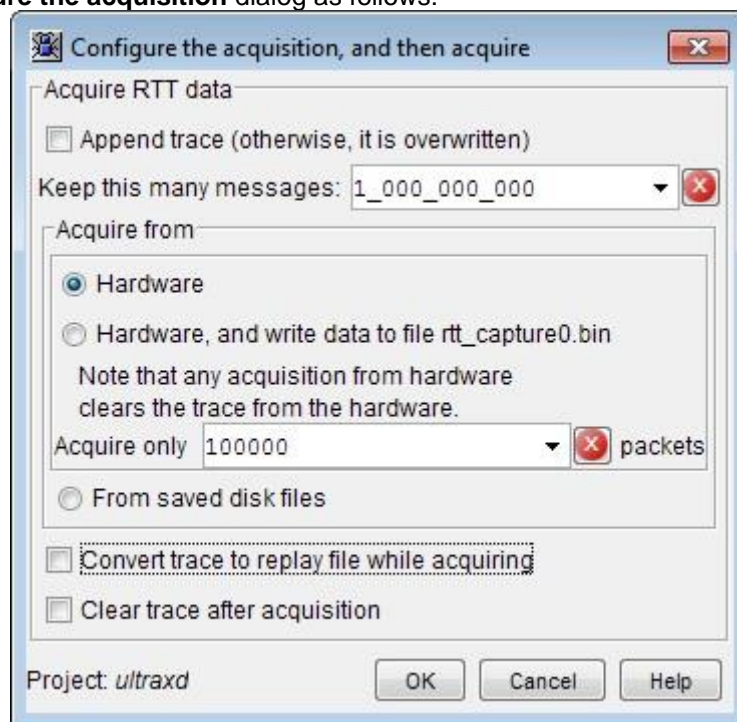 re the acquisition dialog as follows:
Configure the acquisition, and then acquire
Acquire RTT data
Append trace (otherwise, it is overwritten)
Keep this many messages: 1_000_000_000
Acquire from
Hardware
Hardware, and write data to file rtt_capture0.bin
Note that any acquisition from hardware
clears the trace from the hardware.
Acquire only 100000 packets
From saved disk files
Convert trace to replay file while acquiring
Clear trace after acquisition
Project: ultraxd OK Cancel Help